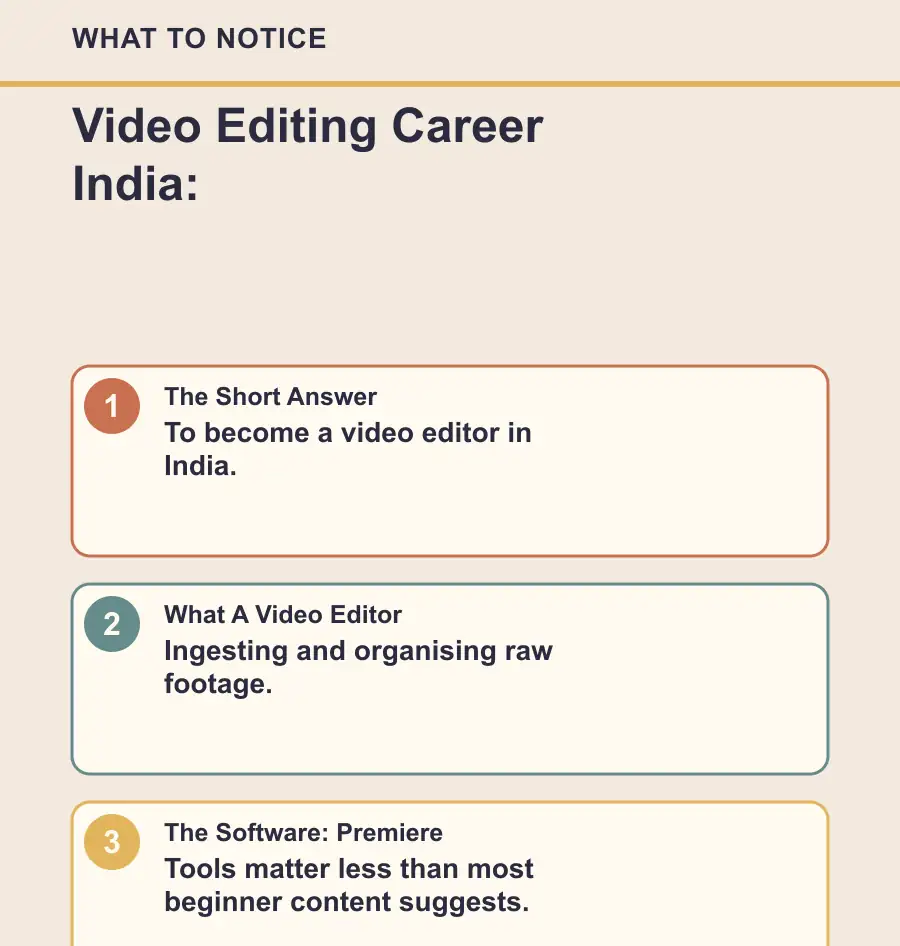 WHAT TO NOTICE
Video Editing Career
India:
1
The Short Answer
To become a video editor in
India.
2
What A Video Editor
Ingesting and organising raw
footage.
3
The Software: Premiere
Tools matter less than most
beginner content suggests.